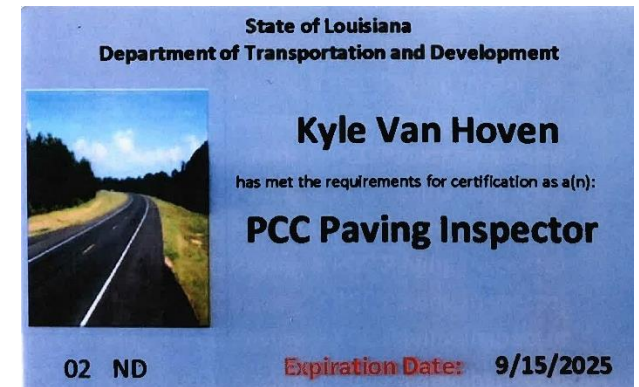 State of Louisiana
Department of Transportation and Development
Kyle Van Hoven
has met the requirements for certification as a(n):
PCC Paving Inspector
02 ND
Expiration Date: 9/15/2025